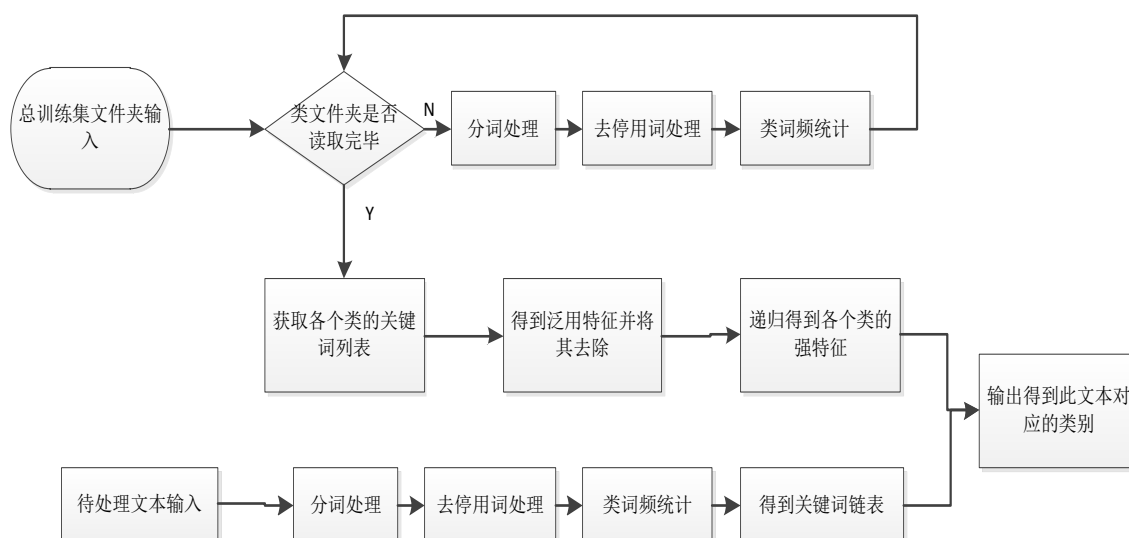 总训练集文件夹输
入
类文件夹是否
读取完毕
N
分词处理
去停用词处理
类词频统计
Y
获取各个类的关键
词列表
得到泛用特征并将
其去除
递归得到各个类的
强特征
输出得到此文本对
应的类别
待处理文本输入
分词处理
去停用词处理
类词频统计
得到关键词链表